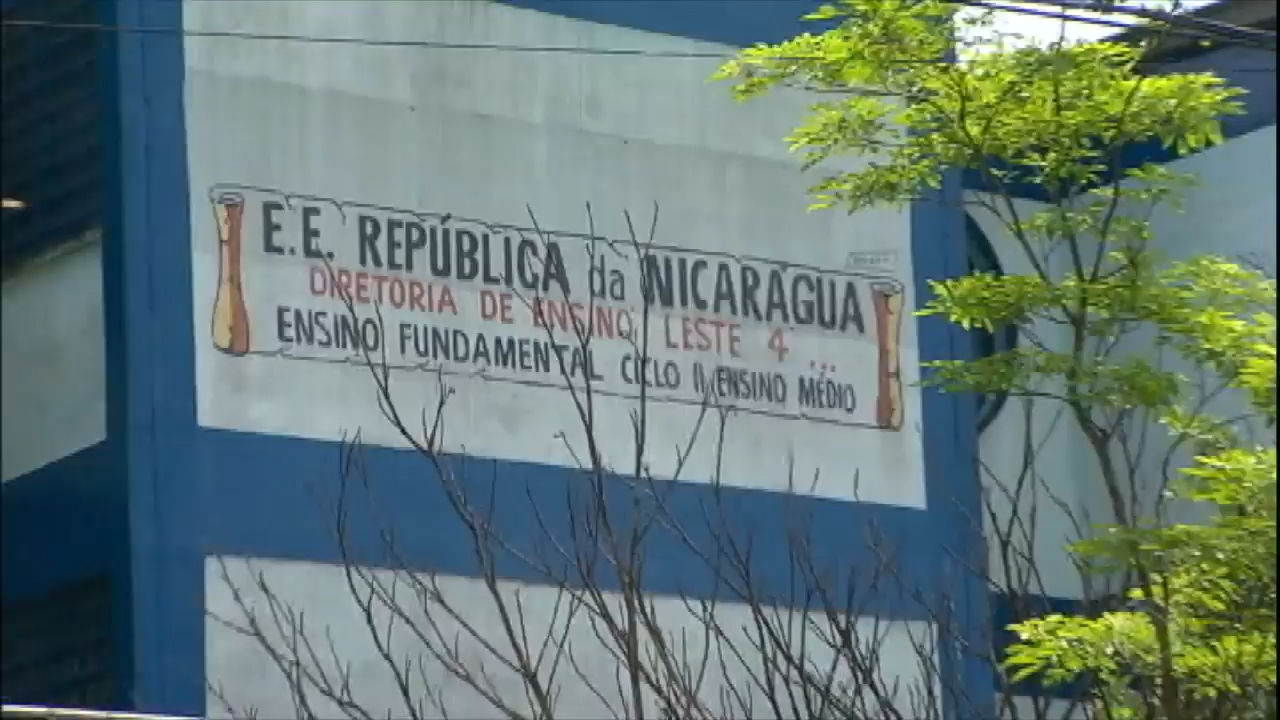 E.E. REPÚBLICA da NICARAGUA
DIRETORIA DE ENSINO LESTE 4 ...
ENSINO FUNDAMENTAL CICLO II/ENSINO MÉDIO